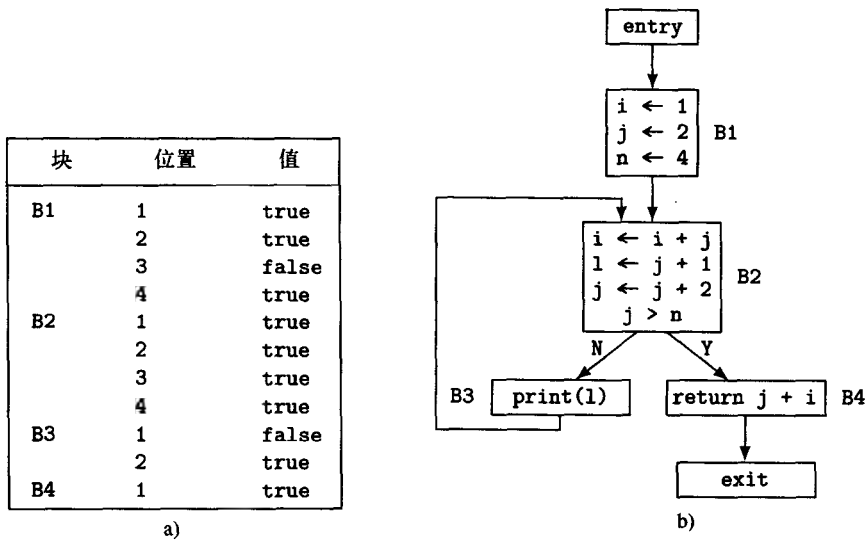 块 位置 值
B1 1 true
2 true
3 false
4 true
B2 1 true
2 true
3 true
4 true
B3 1 false
2 true
B4 1 true
a)
entry
i ← 1
j ← 2
n ← 4
B1
i ← i + j
l ← j + 1
j ← j + 2
j > n
B2
N Y
B3 print(l)
return j + i B4
exit
b)